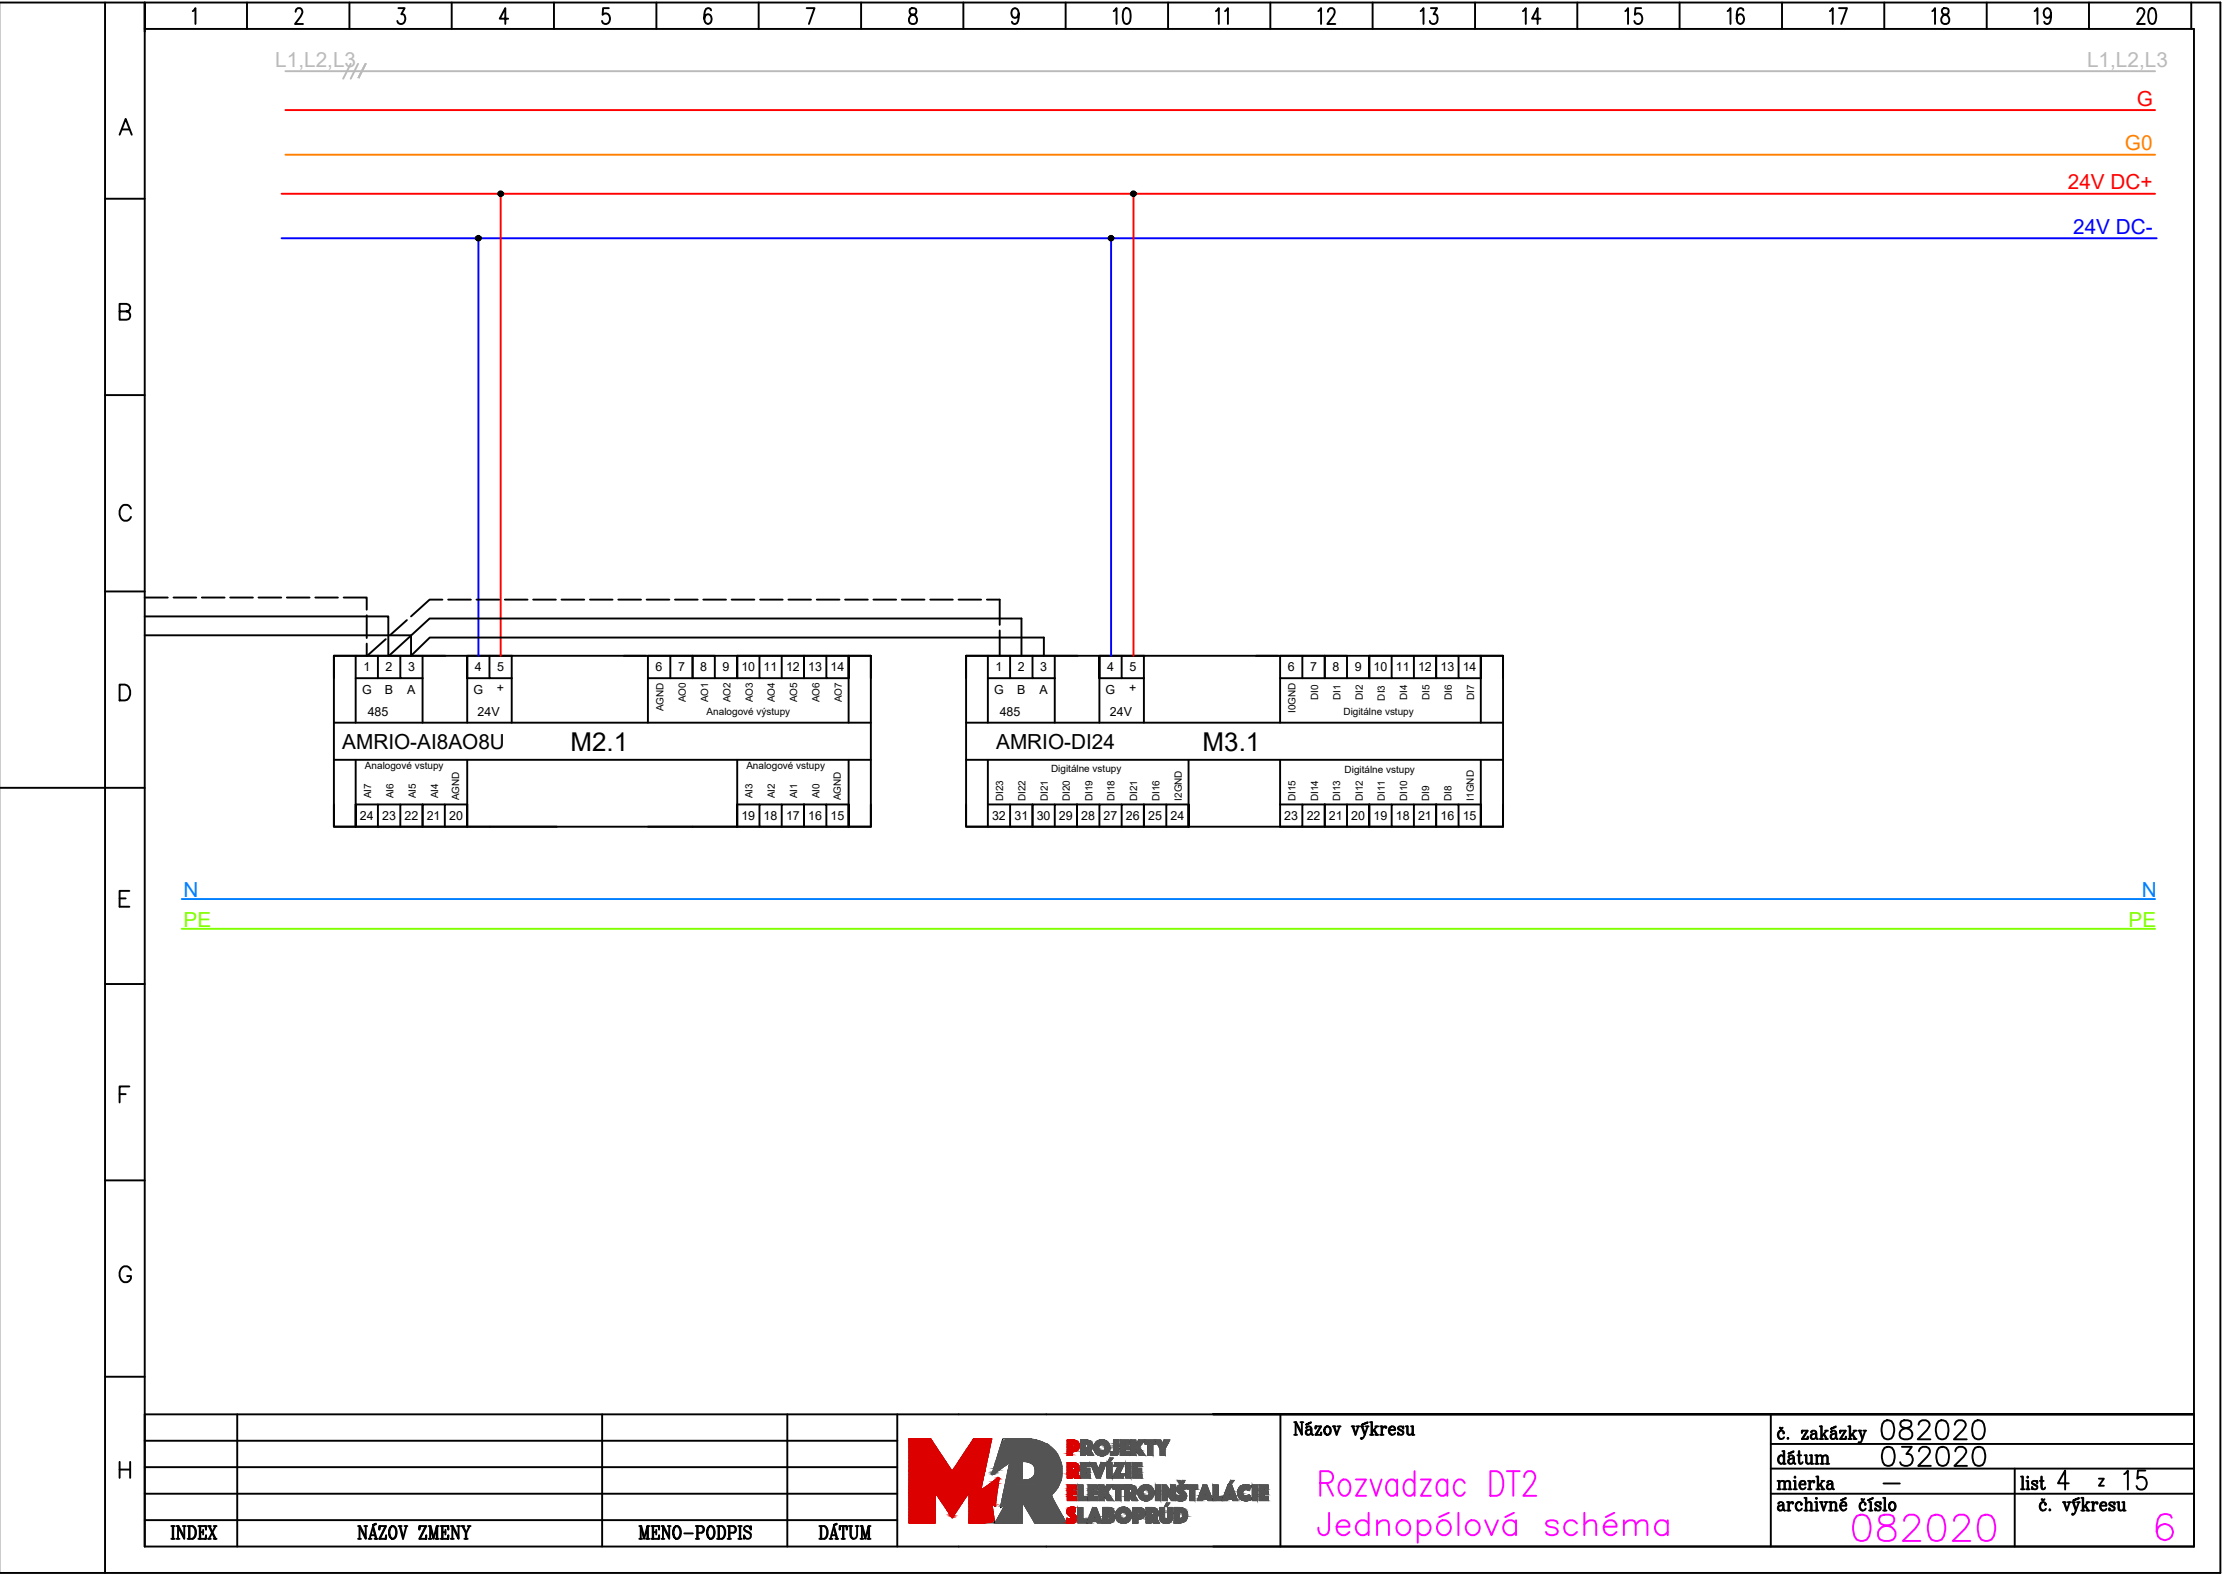 1 2 3 4 5 6 7 8 9 10 11 12 13 14 15 16 17 18 19 20
L1,L2,L3 L1,L2,L3
G
A
G0
24V DC+
24V DC-
B
C
D
1 2 3 4 5 6 7 8 9 10 11 12 13 14
G B A G + AGND AO0 AO1 AO2 AO3 AO4 AO5 AO6 AO7
485 24V Analogové výstupy
AMRIO-AI8AO8U M2.1
Analogové vstupy Analogové vstupy
AI7 AI6 AI5 AI4 AGND AI3 AI2 AI1 AI0 AGND
24 23 22 21 20 19 18 17 16 15
1 2 3 4 5 6 7 8 9 10 11 12 13 14
G B A G + I0GND DI0 DI1 DI2 DI3 DI4 DI5 DI6 DI7
485 24V Digitálne vstupy
AMRIO-DI24 M3.1
Digitálne vstupy Digitálne vstupy
DI23 DI22 DI21 DI20 DI19 DI18 DI21 DI16 I2GND DI15 DI14 DI13 DI12 DI11 DI10 DI9 DI8 I1GND
32 31 30 29 28 27 26 25 24 23 22 21 20 19 18 21 16 15
E
N N
PE PE
F
G
H
INDEX NÁZOV ZMENY MENO-PODPIS DÁTUM
MiR
PROJEKTY
REVÍZIE
ELEKTROINŠTALÁCIE
SLABOPRÚD
Názov výkresu
Rozvadzac DT2
Jednopólová schéma
č. zakázky 082020
dátum 032020
mierka — list 4 z 15
archivné číslo č. výkresu
082020 6